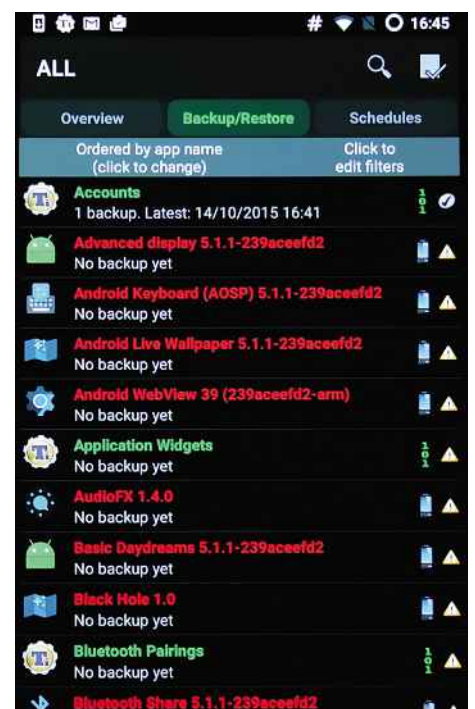 # 16:45
ALL
Overview Backup/Restore Schedules
Ordered by app name Click to
(click to change) edit filters
Accounts
1 backup. Latest: 14/10/2015 16:41
Advanced display 5.1.1-239aceefd2
No backup yet
Android Keyboard (AOSP) 5.1.1-239aceefd2
No backup yet
Android Live Wallpaper 5.1.1-239aceefd2
No backup yet
Android WebView 39 (239aceefd2-arm)
No backup yet
Application Widgets
No backup yet
AudioFX 1.4.0
No backup yet
Basic Daydreams 5.1.1-239aceefd2
No backup yet
Black Hole 1.0
No backup yet
Bluetooth Pairings
No backup yet
Bluetooth Share 5.1.1-239aceefd2